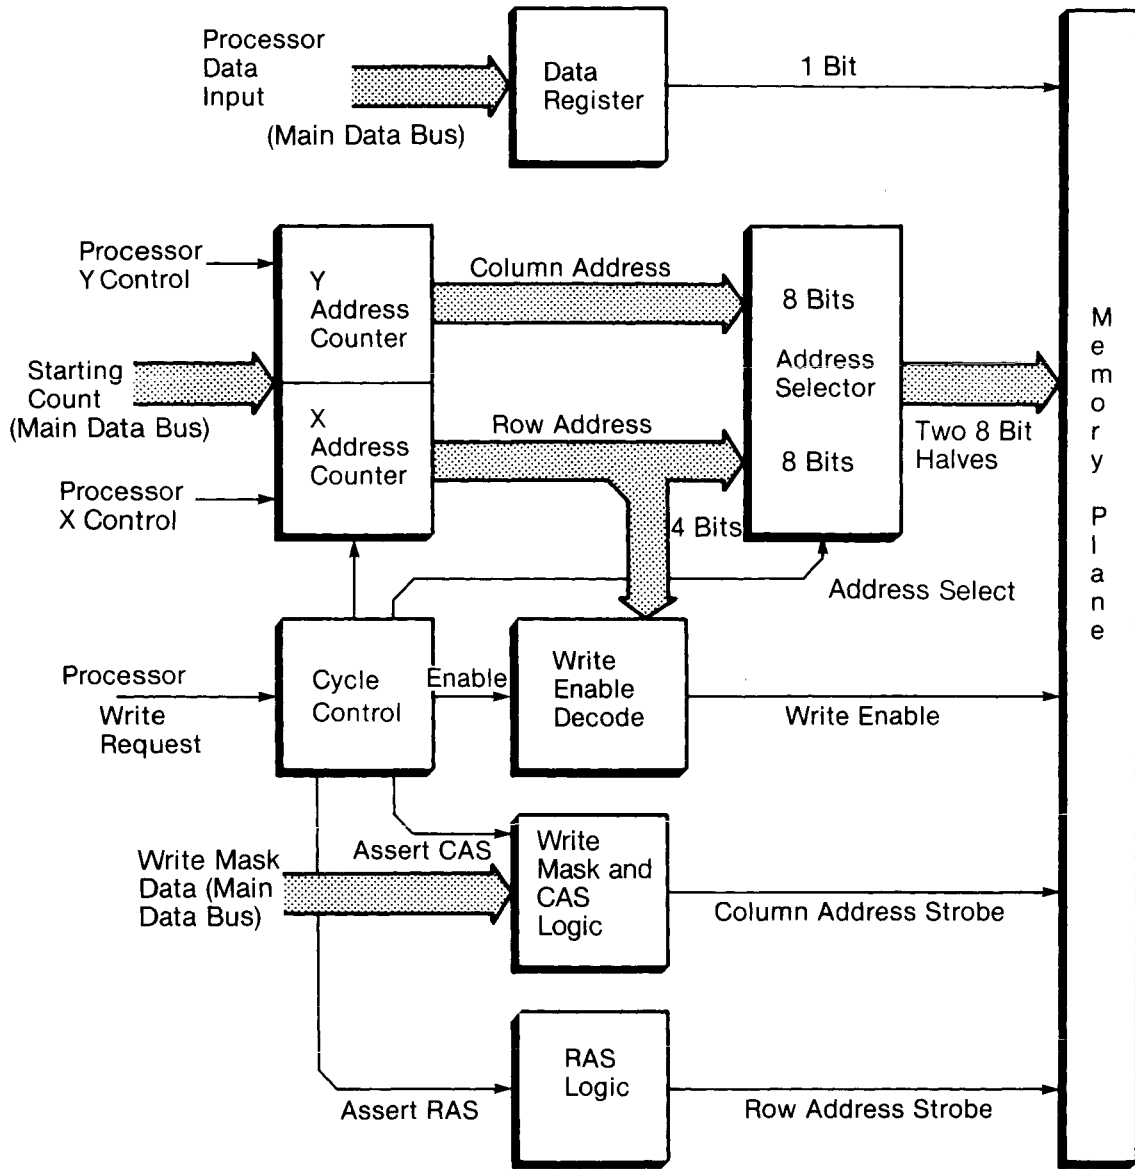 Processor
Data
Input
(Main Data Bus)
Data
Register
1 Bit
Processor
Y Control
Starting
Count
(Main Data Bus)
Processor
X Control
Y
Address
Counter
X
Address
Counter
Column Address
Row Address
4 Bits
8 Bits
Address
Selector
8 Bits
Two 8 Bit
Halves
Address Select
Memory Plane
Processor
Write
Request
Cycle
Control
Enable
Write
Enable
Decode
Write Enable
Assert CAS
Write Mask
Data (Main
Data Bus)
Write
Mask and
CAS
Logic
Column Address Strobe
Assert RAS
RAS
Logic
Row Address Strobe